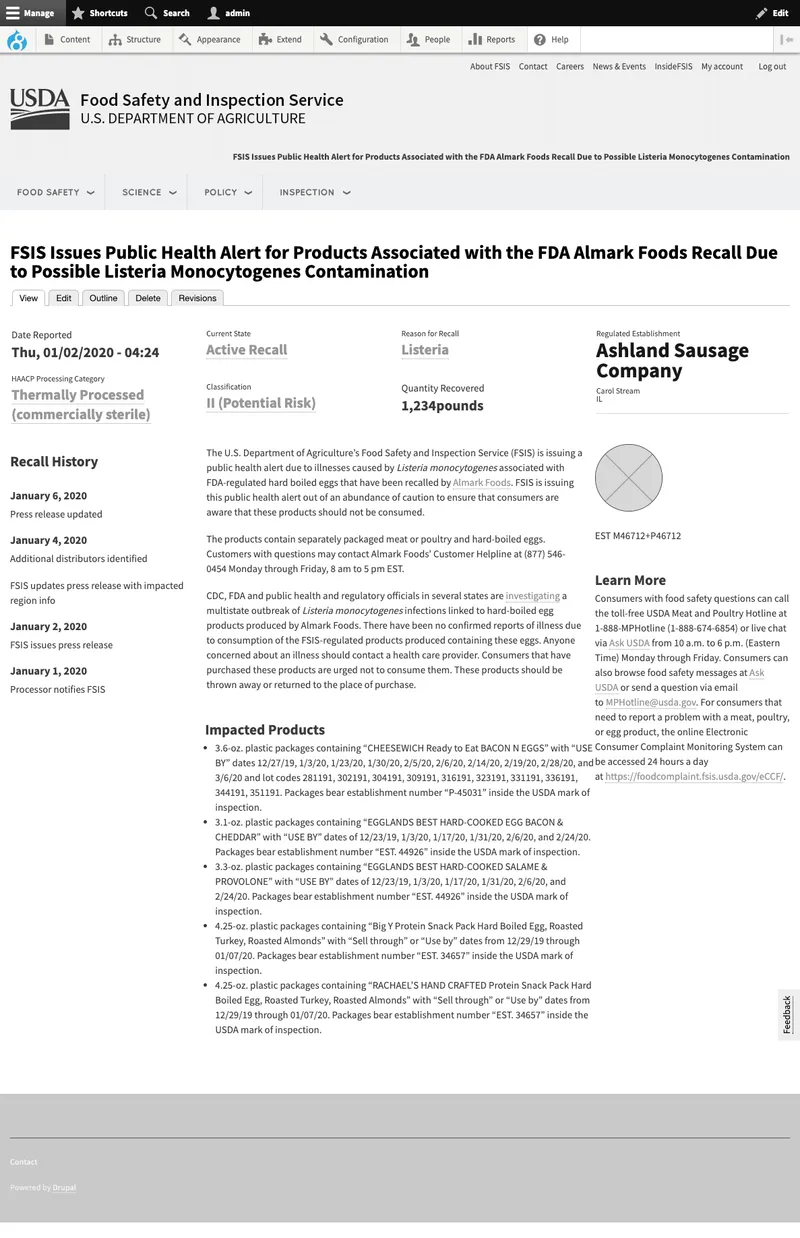 Manage Shortcuts Search admin Edit
Content Structure Appearance Extend Configuration People Reports Help
About FSIS Contact Careers News & Events InsideFSIS My account Log out
USDA
Food Safety and Inspection Service
U.S. DEPARTMENT OF AGRICULTURE
FSIS Issues Public Health Alert for Products Associated with the FDA Almark Foods Recall Due to Possible Listeria Monocytogenes Contamination
FOOD SAFETY SCIENCE POLICY INSPECTION
FSIS Issues Public Health Alert for Products Associated with the FDA Almark Foods Recall Due
to Possible Listeria Monocytogenes Contamination
View Edit Outline Delete Revisions
Date Reported
Thu, 01/02/2020 - 04:24
HAACP Processing Category
Thermally Processed
(commercially sterile)
Current State
Active Recall
Classification
II (Potential Risk)
Reason for Recall
Listeria
Quantity Recovered
1,234pounds
Regulated Establishment
Ashland Sausage
Company
Carol Stream
IL
Recall History
January 6, 2020
Press release updated
January 4, 2020
Additional distributors identified
FSIS updates press release with impacted
region info
January 2, 2020
FSIS issues press release
January 1, 2020
Processor notifies FSIS
The U.S. Department of Agriculture's Food Safety and Inspection Service (FSIS) is issuing a
public health alert due to illnesses caused by Listeria monocytogenes associated with
FDA-regulated hard boiled eggs that have been recalled by Almark Foods. FSIS is issuing
this public health alert out of an abundance of caution to ensure that consumers are
aware that these products should not be consumed.
The products contain separately packaged meat or poultry and hard-boiled eggs.
Customers with questions may contact Almark Foods' Customer Helpline at (877) 546-
0454 Monday through Friday, 8 am to 5 pm EST.
CDC, FDA and public health and regulatory officials in several states are investigating a
multistate outbreak of Listeria monocytogenes infections linked to hard-boiled egg
products produced by Almark Foods. There have been no confirmed reports of illness due
to consumption of the FSIS-regulated products produced containing these eggs. Anyone
concerned about an illness should contact a health care provider. Consumers that have
purchased these products are urged not to consume them. These products should be
thrown away or returned to the place of purchase.
Impacted Products
• 3.6-oz. plastic packages containing “CHEESEWICH Ready to Eat BACON N EGGS” with “USE
BY” dates 12/27/19, 1/3/20, 1/23/20, 1/30/20, 2/5/20, 2/6/20, 2/14/20, 2/19/20, 2/28/20, and
3/6/20 and lot codes 281191, 302191, 304191, 309191, 316191, 323191, 331191, 336191,
344191, 351191. Packages bear establishment number “P-45031” inside the USDA mark of
inspection.
• 3.1-oz. plastic packages containing “EGGLANDS BEST HARD-COOKED EGG BACON &
CHEDDAR” with “USE BY” dates of 12/23/19, 1/3/20, 1/17/20, 1/31/20, 2/6/20, and 2/24/20.
Packages bear establishment number “EST. 44926” inside the USDA mark of inspection.
• 3.3-oz. plastic packages containing “EGGLANDS BEST HARD-COOKED SALAME &
PROVOLONE” with “USE BY” dates of 12/23/19, 1/3/20, 1/17/20, 1/31/20, 2/6/20, and
2/24/20. Packages bear establishment number “EST. 44926” inside the USDA mark of
inspection.
• 4.25-oz. plastic packages containing “Big Y Protein Snack Pack Hard Boiled Egg, Roasted
Turkey, Roasted Almonds” with “Sell through” or “Use by” dates from 12/29/19 through
01/07/20. Packages bear establishment number “EST. 34657” inside the USDA mark of
inspection.
• 4.25-oz. plastic packages containing “RACHAEL’S HAND CRAFTED Protein Snack Pack Hard
Boiled Egg, Roasted Turkey, Roasted Almonds” with “Sell through” or “Use by” dates from
12/29/19 through 01/07/20. Packages bear establishment number “EST. 34657” inside the
USDA mark of inspection.
EST M46712+P46712
Learn More
Consumers with food safety questions can call
the toll-free USDA Meat and Poultry Hotline at
1-888-MPHotline (1-888-674-6854) or live chat
via Ask USDA from 10 a.m. to 6 p.m. (Eastern
Time) Monday through Friday. Consumers can
also browse food safety messages at Ask
USDA or send a question via email
to MPHotline@usda.gov. For consumers that
need to report a problem with a meat, poultry,
or egg product, the online Electronic
Consumer Complaint Monitoring System can
be accessed 24 hours a day
at https://foodcomplaint.fsis.usda.gov/eCCF/.
Feedback
Contact
Powered by Drupal